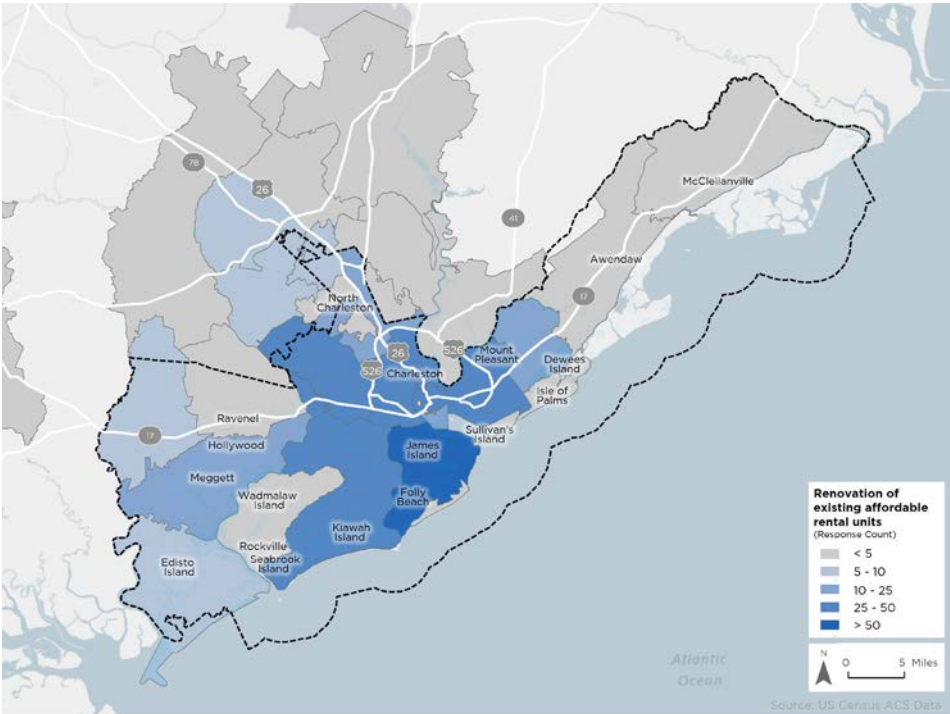 78
26
41
McClellanville
Awendaw
17
North
Charleston
526
26
526
Charleston
Mount
Pleasant
Dewees
Island
Isle of
Palms
Sullivan's
Island
Ravenel
17
Hollywood
Meggett
James
Island
Folly
Beach
Wadmalaw
Island
Kiawah
Island
Rockville
Seabrook
Island
Edisto
Island
Renovation of
existing affordable
rental units
(Response Count)
< 5
5 - 10
10 - 25
25 - 50
> 50
N
0 5 Miles
Atlantic
Ocean
Source: US Census ACS Data